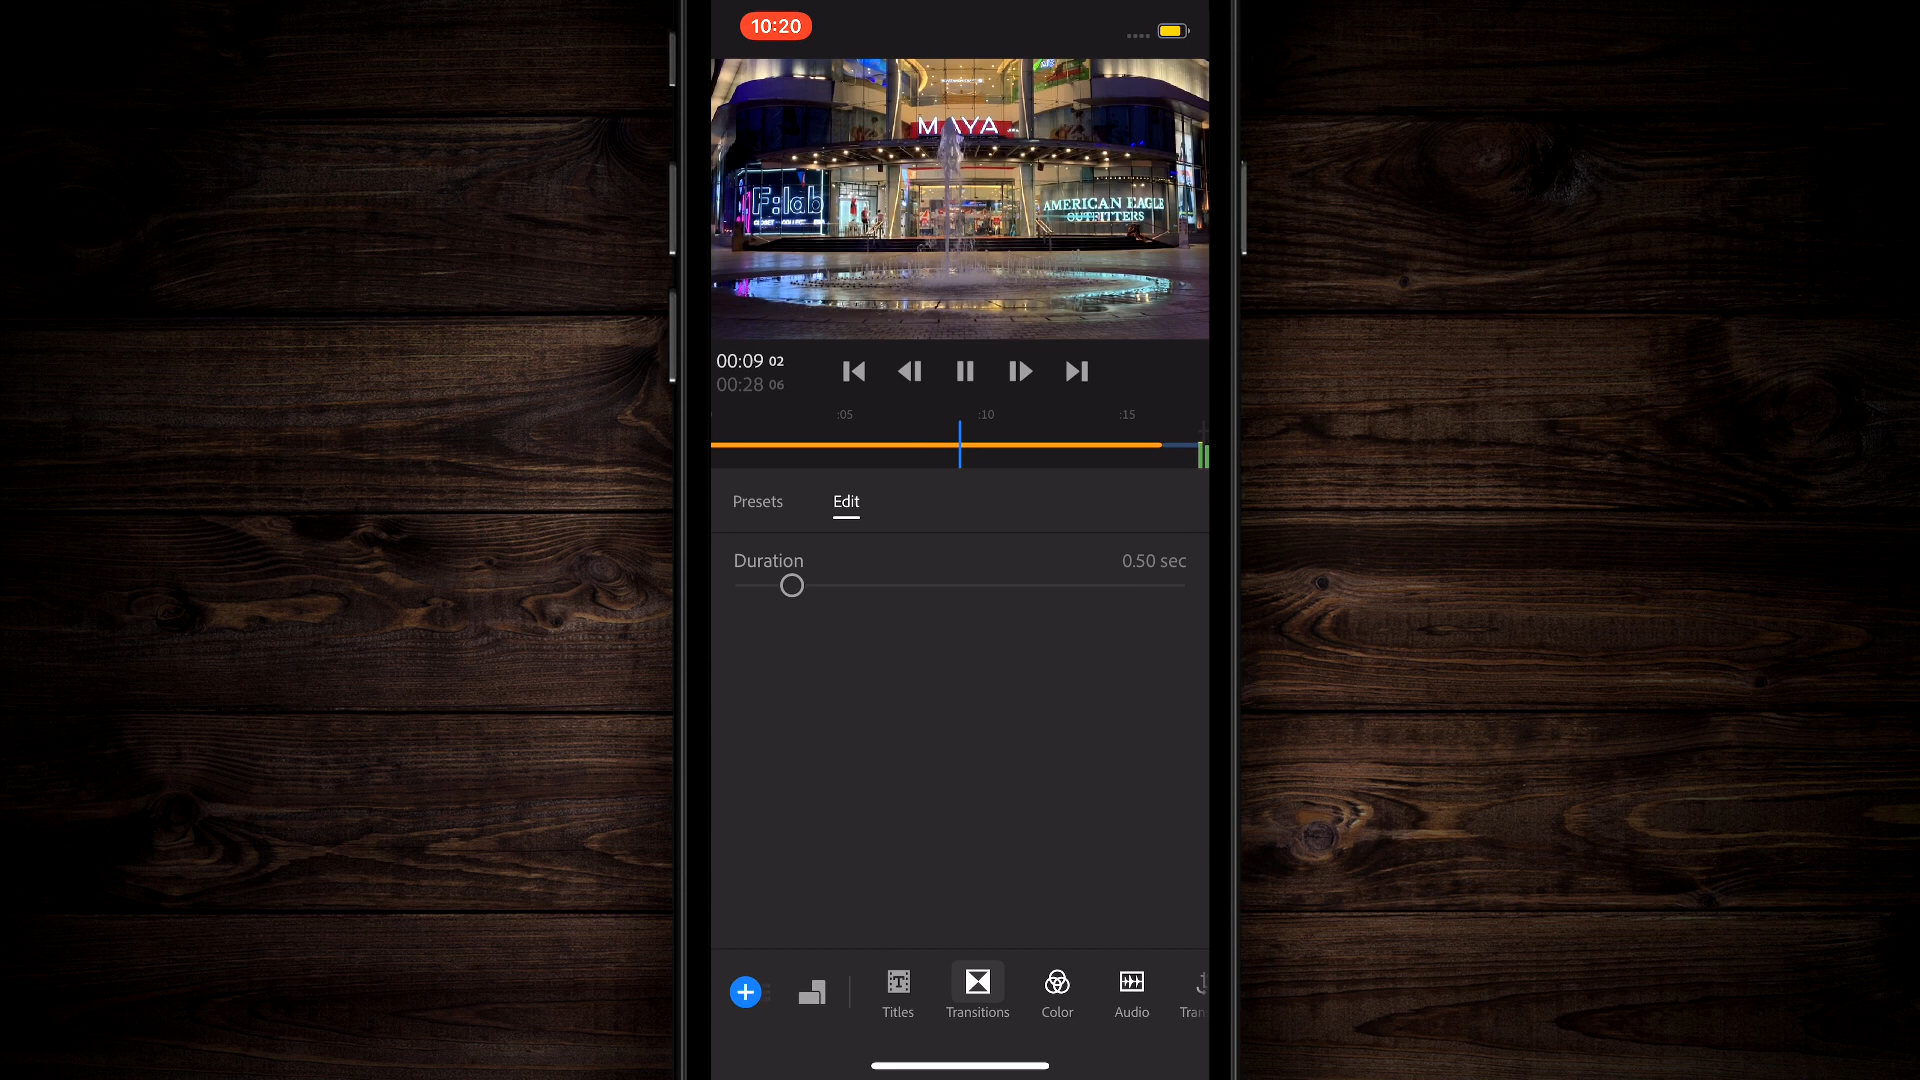 10:20
MAYA
F:lab
AMERICAN EAGLE
OUTFITTERS
00:09 02
00:28 06
:05
:10
:15
Presets
Edit
Duration
0.50 sec
Titles
Transitions
Color
Audio
Tran